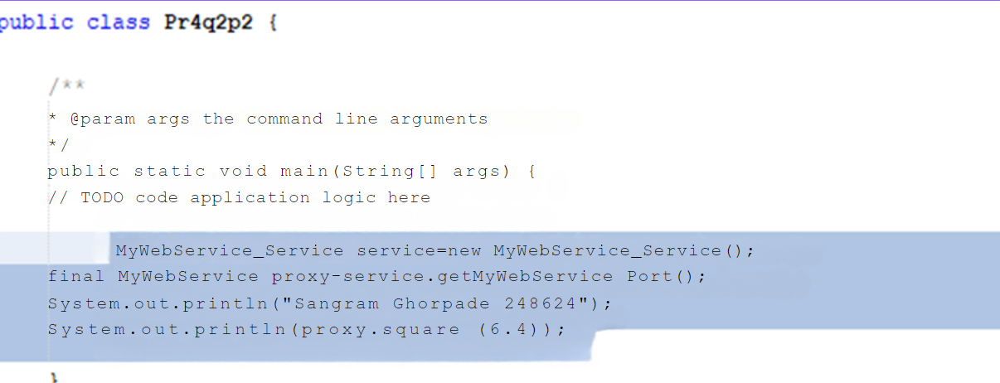 public class Pr4q2p2 {
/**
* @param args the command line arguments
*/
public static void main(String[] args) {
// TODO code application logic here
MyWebService_Service service=new MyWebService_Service();
final MyWebService proxy-service.getMyWebService Port();
System.out.println("Sangram Ghorpade 248624");
System.out.println(proxy.square (6.4));
}